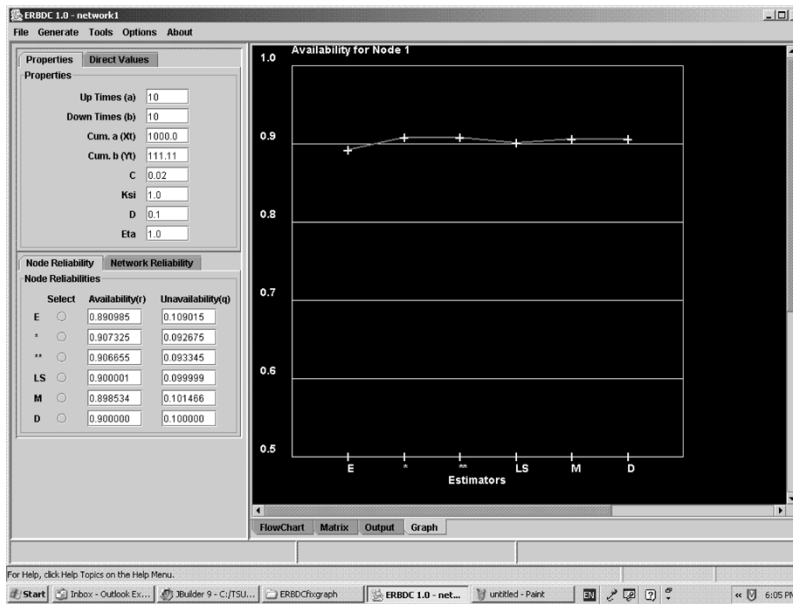 ERBDC 1.0 - network1
File Generate Tools Options About
Properties Direct Values
Properties
Up Times (a) 10
Down Times (b) 10
Cum. a (Xt) 1000.0
Cum. b (Yt) 111.11
C 0.02
Ksi 1.0
D 0.1
Eta 1.0
Node Reliability Network Reliability
Node Reliabilities
Select Availability(r) Unavailability(q)
E 0.890985 0.109015
* 0.907325 0.092675
** 0.906655 0.093345
LS 0.900001 0.099999
M 0.898534 0.101466
D 0.900000 0.100000
Availability for Node 1
1.0
0.9
0.8
0.7
0.6
0.5
E * ** LS M D
Estimators
FlowChart Matrix Output Graph
For Help, click Help Topics on the Help Menu.
Start Inbox - Outlook Ex... JBuilder 9 - C:/TSU... ERBDCfixgraph ERBDC 1.0 - net... untitled - Paint EN « 6:05 PM